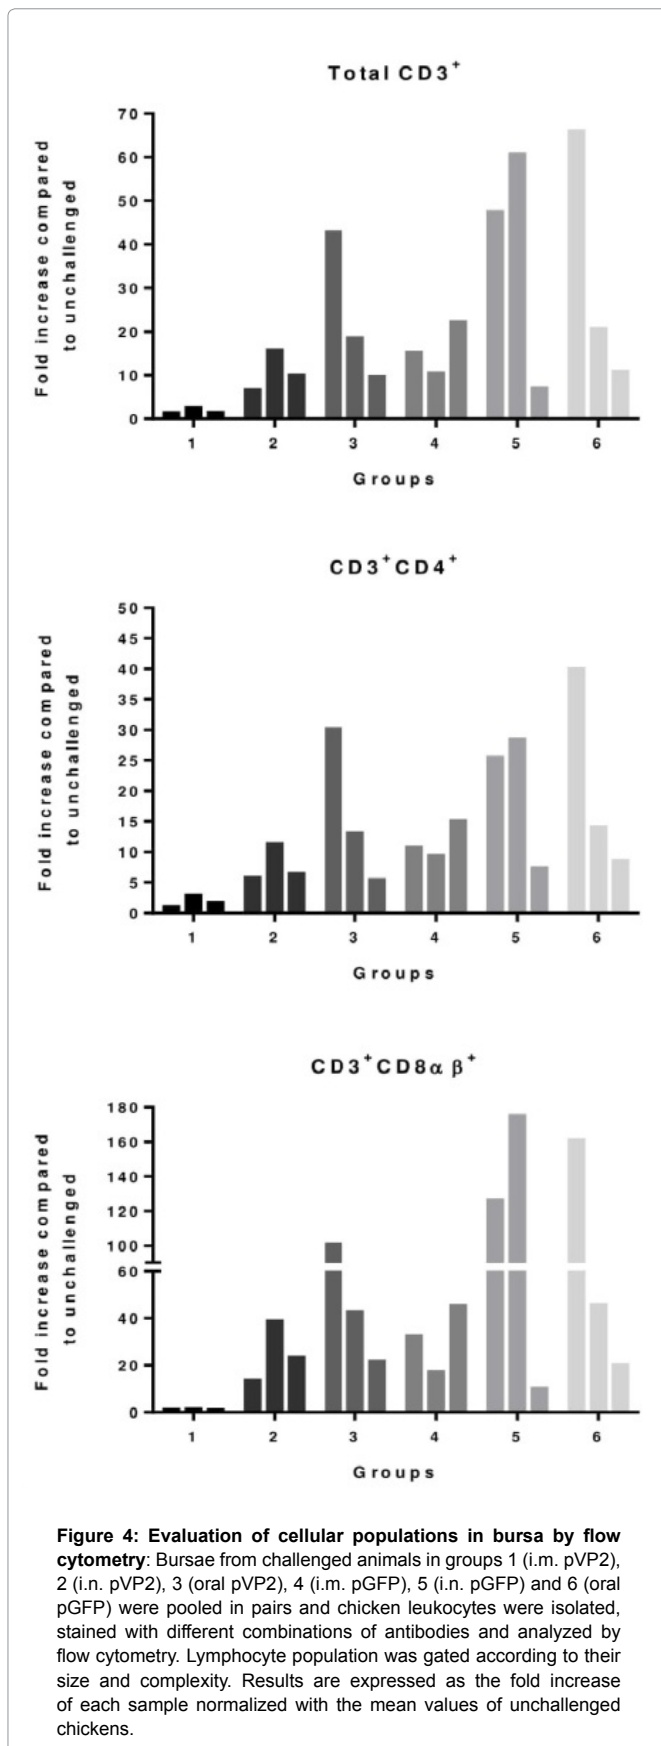 Total CD3+
Fold increase compared
to unchallenged
70
60
50
40
30
20
10
0
1 2 3 4 5 6
Groups
CD3+CD4+
Fold increase compared
to unchallenged
50
45
40
35
30
25
20
15
10
5
0
1 2 3 4 5 6
Groups
CD3+CD8α β+
Fold increase compared
to unchallenged
180
160
140
120
100
60
40
20
0
1 2 3 4 5 6
Groups
Figure 4: Evaluation of cellular populations in bursa by flow
cytometry: Bursae from challenged animals in groups 1 (i.m. pVP2),
2 (i.n. pVP2), 3 (oral pVP2), 4 (i.m. pGFP), 5 (i.n. pGFP) and 6 (oral
pGFP) were pooled in pairs and chicken leukocytes were isolated,
stained with different combinations of antibodies and analyzed by
flow cytometry. Lymphocyte population was gated according to their
size and complexity. Results are expressed as the fold increase
of each sample normalized with the mean values of unchallenged
chickens.